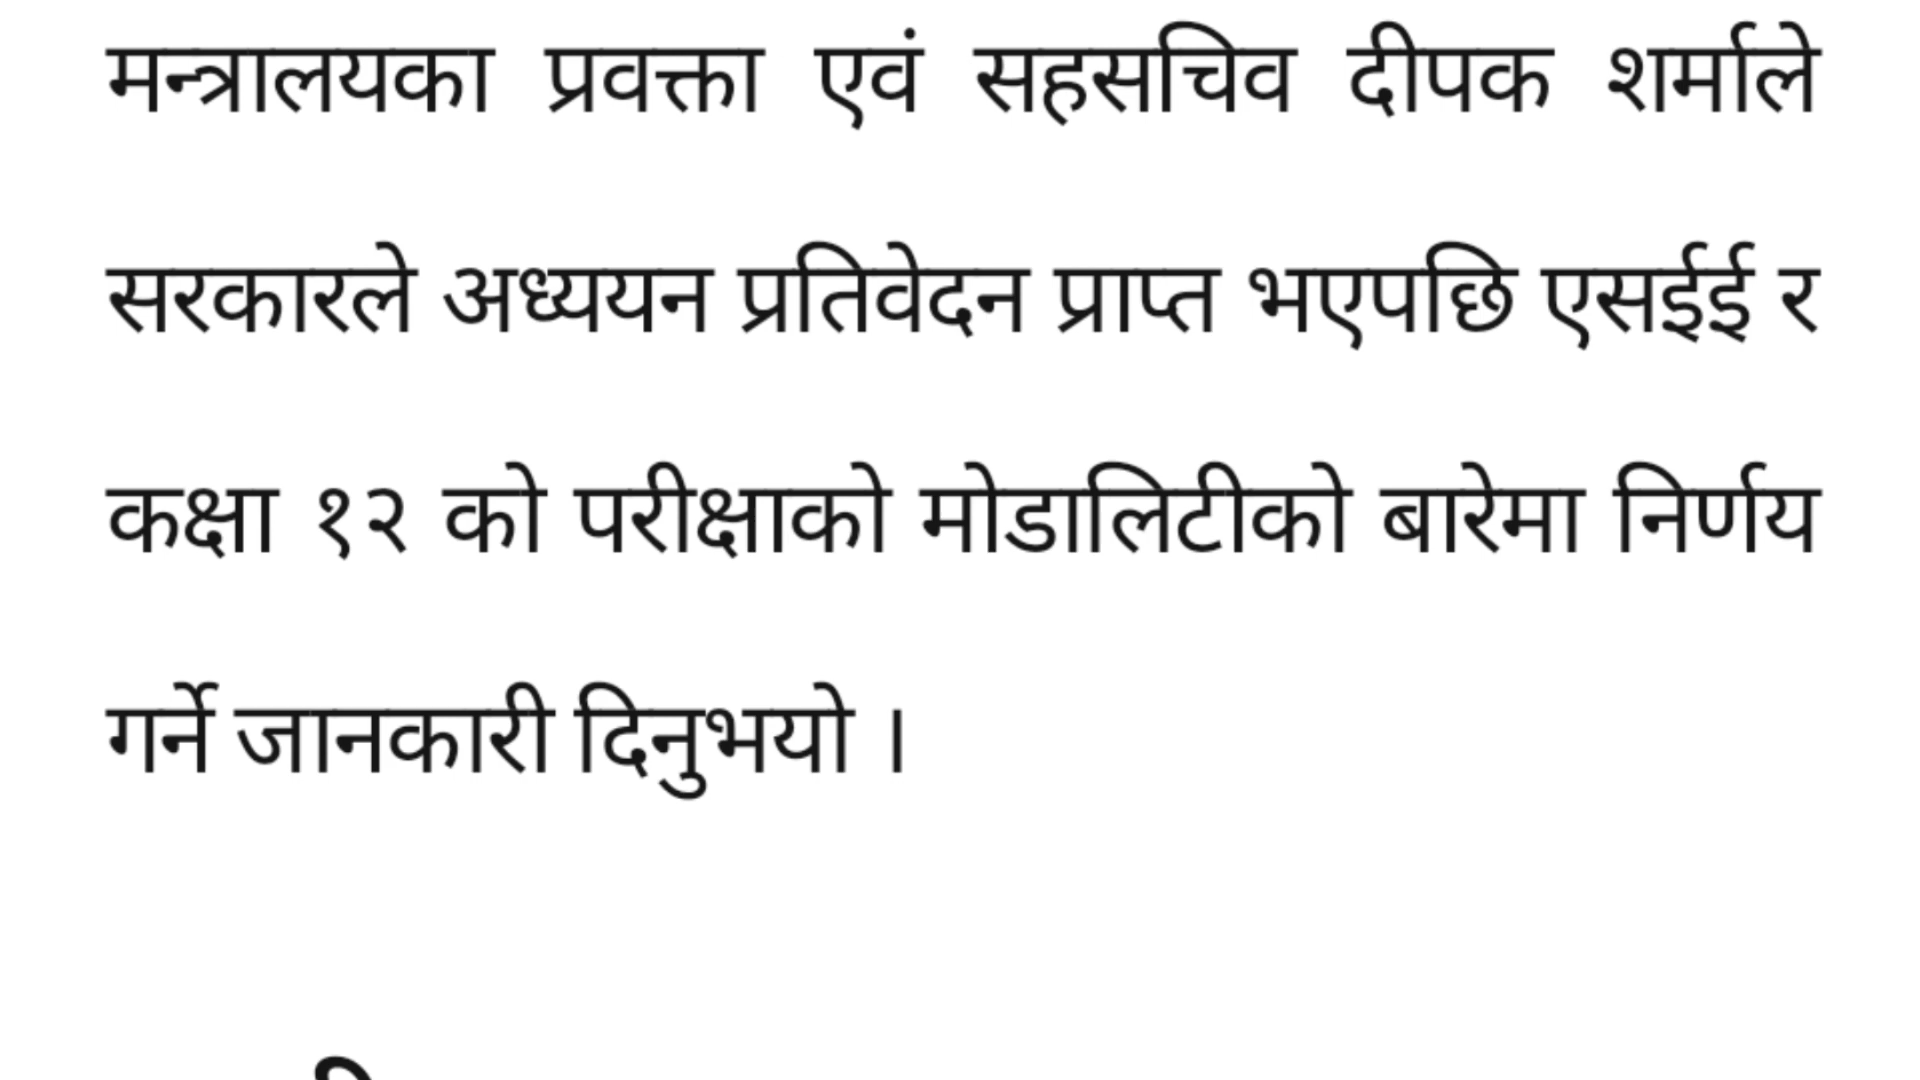 मन्त्रालयका प्रवक्ता एवं सहसचिव दीपक शर्माले
सरकारले अध्ययन प्रतिवेदन प्राप्त भएपछि एसईई र
कक्षा १२ को परीक्षाको मोडालिटीको बारेमा निर्णय
गर्ने जानकारी दिनुभयो ।